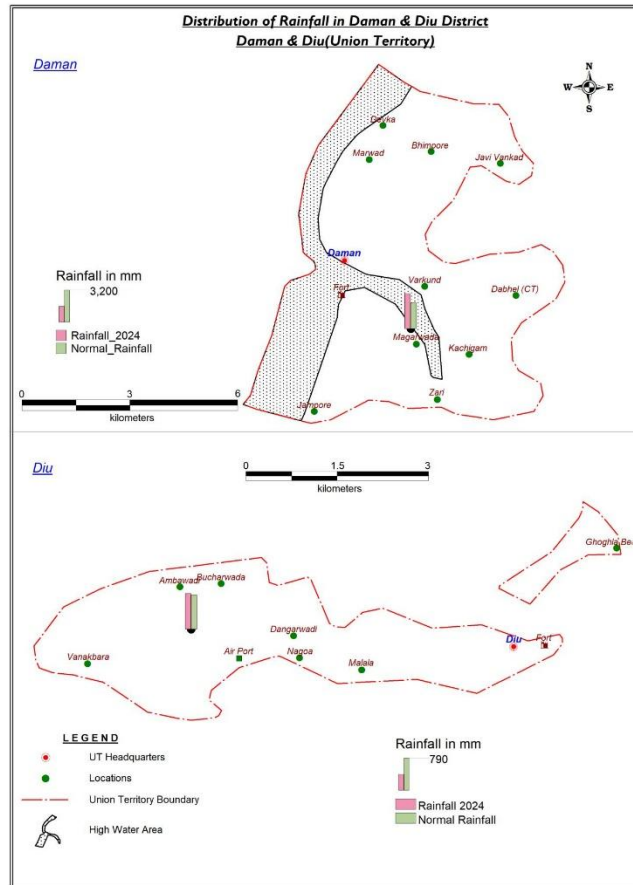 Distribution of Rainfall in Daman & Diu District
Daman & Diu(Union Territory)
Daman
N
W E
S
Devka
Marwad
Bhimpore
Javi Vankad
Daman
Fort
Varkund
Dabhel (CT)
Magarwada
Kachigam
Zari
Jampore
Rainfall in mm
3,200
Rainfall_2024
Normal_Rainfall
0 3 6
kilometers
Diu
0 1.5 3
kilometers
Ghoghla
Ambawadi
Bucharwada
Dangarwadi
Vanakbara
Air Port
Nagoa
Malala
Diu
Fort
LEGEND
UT Headquarters
Locations
Union Territory Boundary
High Water Area
Rainfall in mm
790
Rainfall 2024
Normal Rainfall